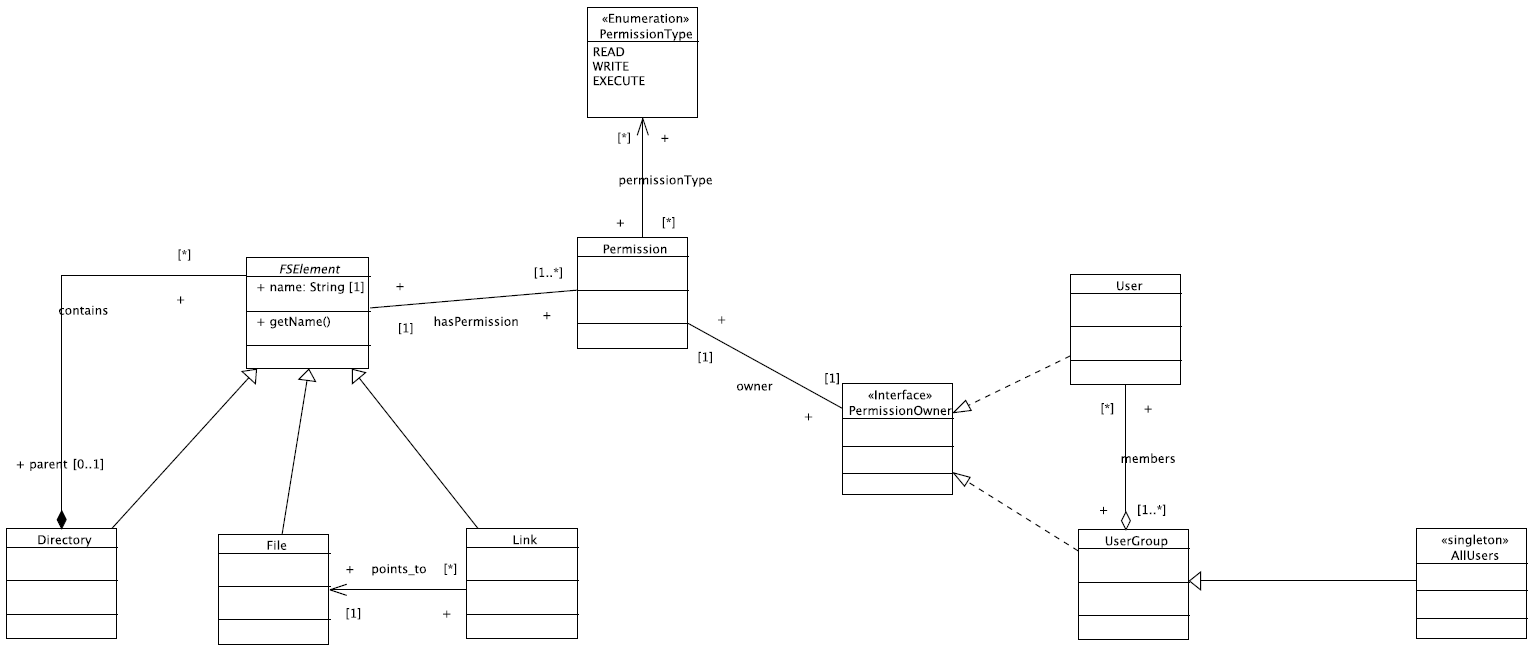 «Enumeration»
PermissionType
READ
WRITE
EXECUTE
[*] +
permissionType
+ [*]
Permission
[*]
+
contains
+ parent [0..1]
FSElement
+ name: String [1]
+ getName()
+ [1..*]
[1] hasPermission +
+
[1]
owner
[1]
+
«Interface»
PermissionOwner
User
[*] +
members
+ [1..*]
UserGroup
«singleton»
AllUsers
Directory
File
Link
+ points_to [*]
[1] +